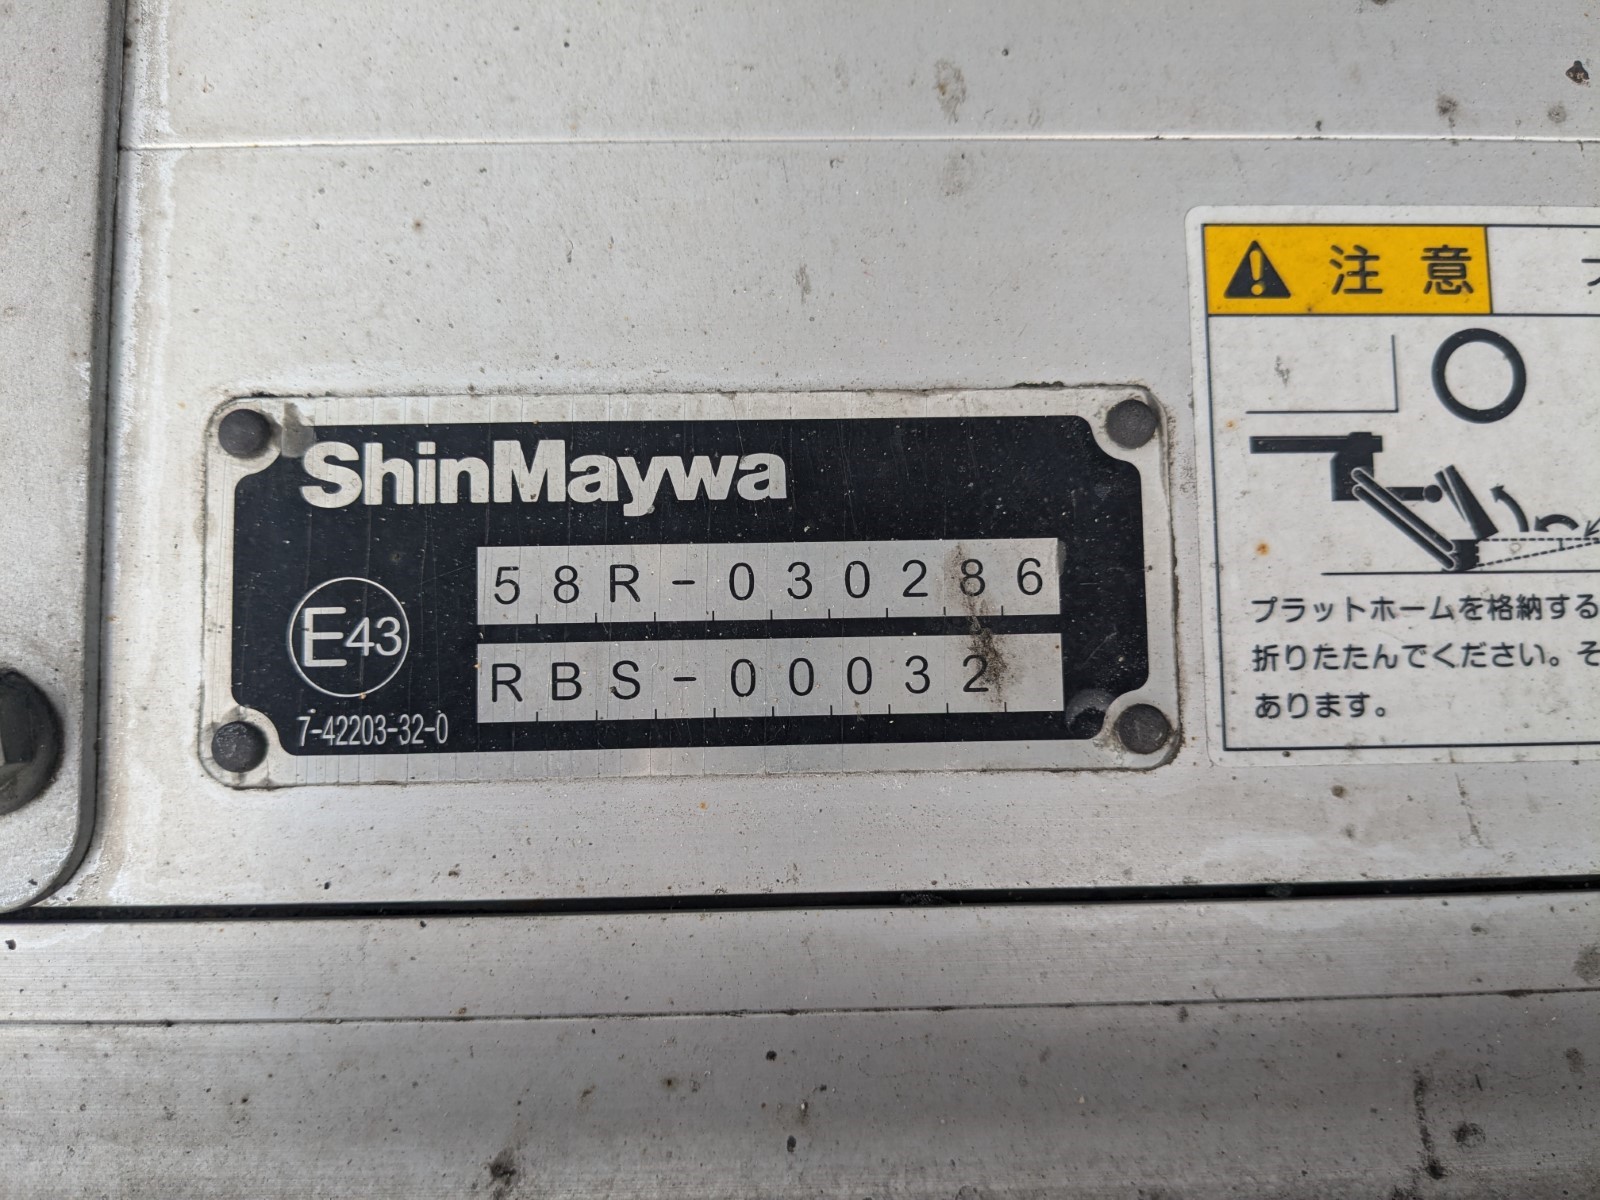 ShinMaywa
58R-030286
RBS-00032
E43
7-42203-32-0
注意
プラットホームを格納する
折りたたんでください。そ
あります。